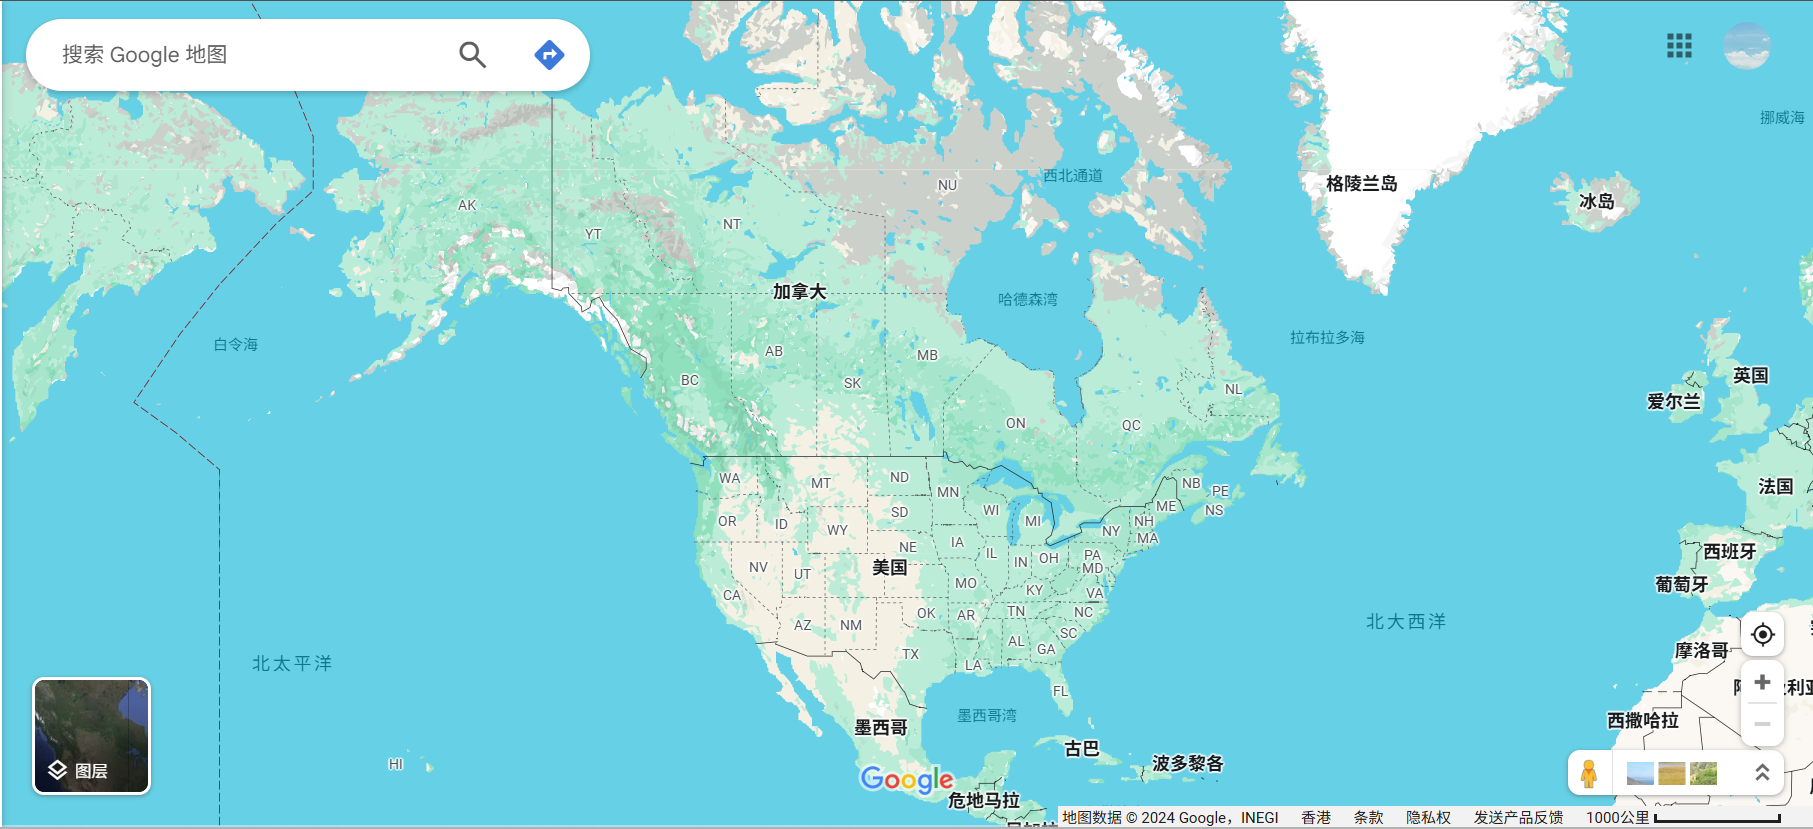 搜索 Google 地图
挪威海
西北通道
NU
格陵兰岛
冰岛
AK
NT
YT
加拿大
哈德森湾
拉布拉多海
白令海
AB
MB
英国
BC
SK
NL
爱尔兰
ON
QC
WA
MT
ND
MN
NB
PE
法国
ME
NS
OR
ID
WY
SD
WI
MI
NY
NH
MA
NE
IA
IL
IN
OH
PA
MD
西班牙
NV
UT
美国
MO
KY
VA
葡萄牙
CA
OK
AR
TN
NC
北大西洋
AZ
NM
AL
SC
GA
TX
LA
摩洛哥
北太平洋
FL
墨西哥湾
西撒哈拉
墨西哥
古巴
波多黎各
HI
图层
Google
危地马拉
地图数据 © 2024 Google，INEGI 香港 条款 隐私权 发送产品反馈 1000公里